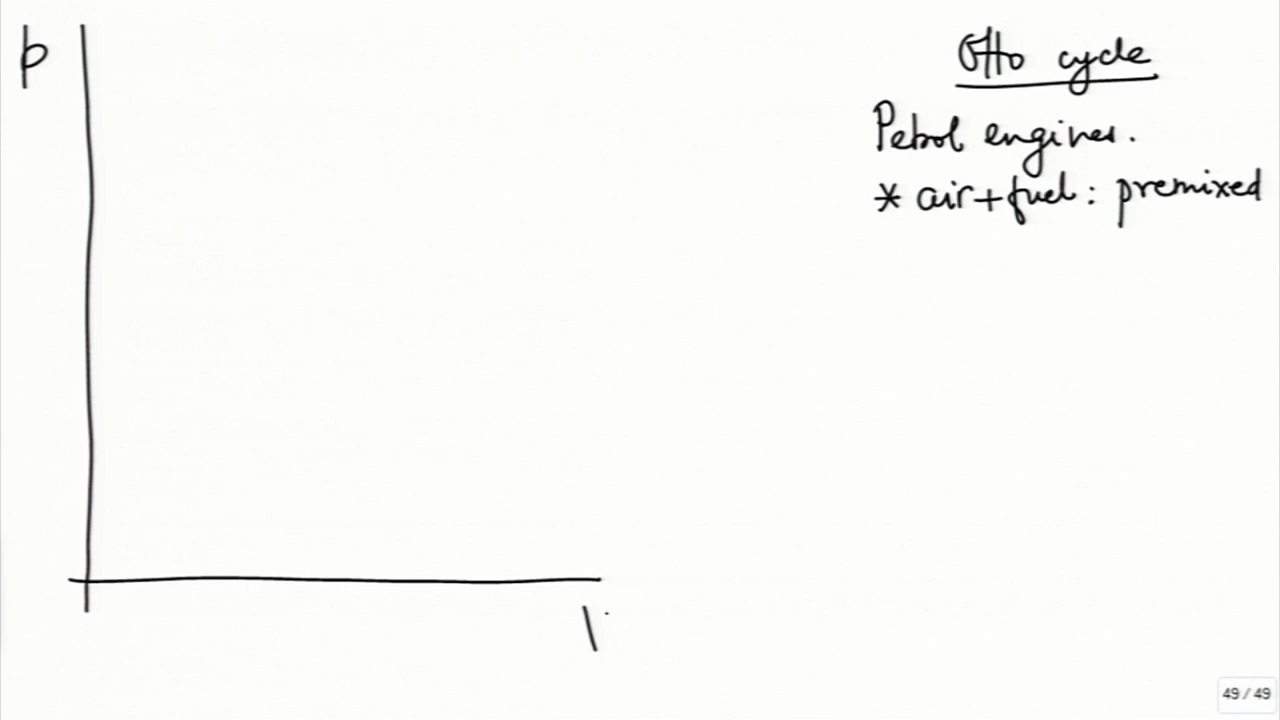 p
Otto cycle
Petrol engines.
* air+fuel: premixed
49 / 49